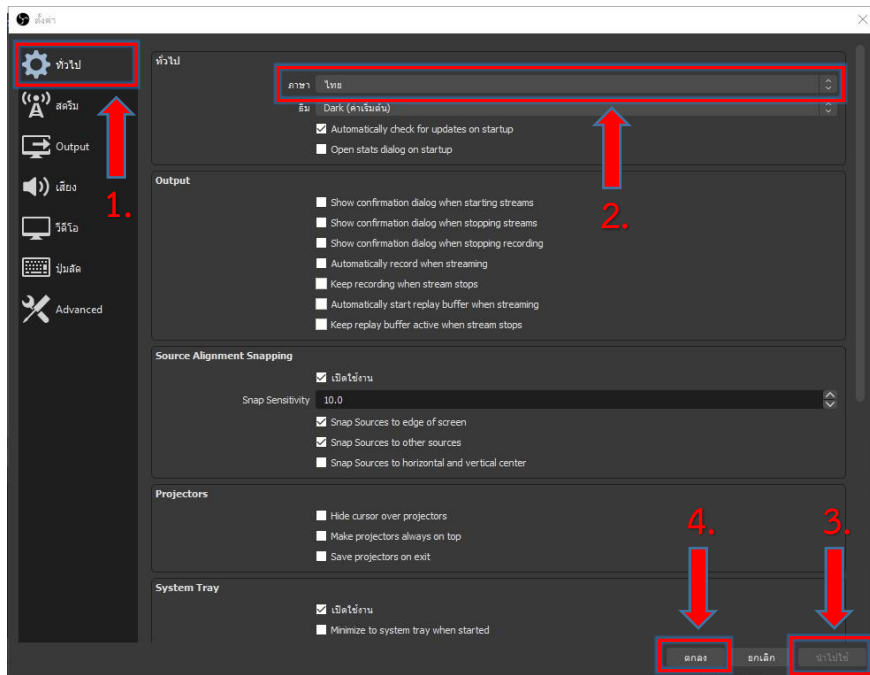 ตั้งค่า
ทั่วไป
สตรีม
Output
เสียง
วีดีโอ
ปุ่มลัด
Advanced
1.
ทั่วไป
ภาษา ไทย
ธีม Dark (ค่าเริ่มต้น)
Automatically check for updates on startup
Open stats dialog on startup
2.
Output
Show confirmation dialog when starting streams
Show confirmation dialog when stopping streams
Show confirmation dialog when stopping recording
Automatically record when streaming
Keep recording when stream stops
Automatically start replay buffer when streaming
Keep replay buffer active when stream stops
Source Alignment Snapping
เปิดใช้งาน
Snap Sensitivity 10.0
Snap Sources to edge of screen
Snap Sources to other sources
Snap Sources to horizontal and vertical center
Projectors
Hide cursor over projectors
Make projectors always on top
Save projectors on exit
4. 3.
System Tray
เปิดใช้งาน
Minimize to system tray when started
ตกลง ยกเลิก นำไปใช้